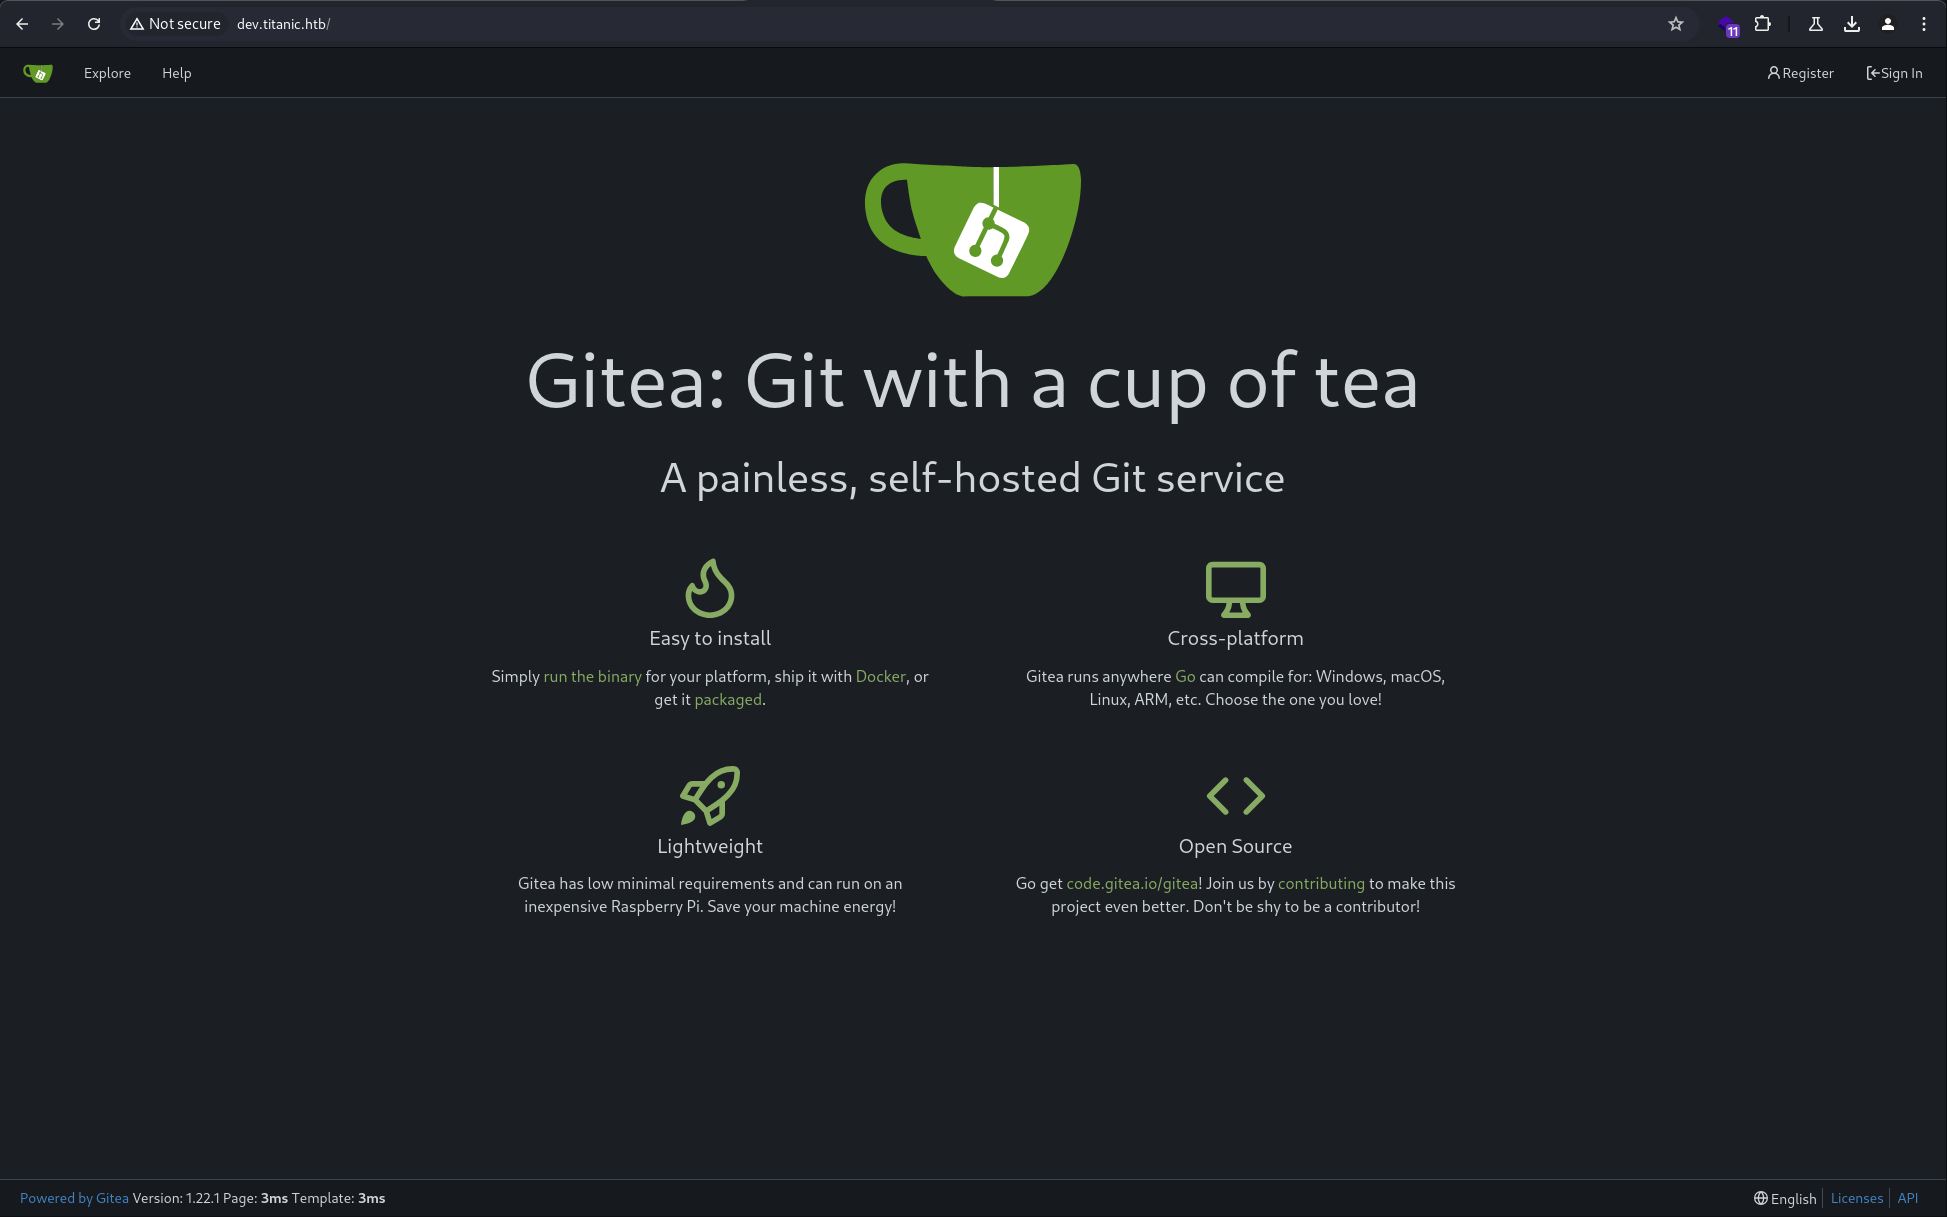 Not secure dev.titanic.htb/
11
Explore Help Register Sign In
Gitea: Git with a cup of tea
A painless, self-hosted Git service
Easy to install
Simply run the binary for your platform, ship it with Docker, or
get it packaged.
Cross-platform
Gitea runs anywhere Go can compile for: Windows, macOS,
Linux, ARM, etc. Choose the one you love!
Lightweight
Gitea has low minimal requirements and can run on an
inexpensive Raspberry Pi. Save your machine energy!
Open Source
Go get code.gitea.io/gitea! Join us by contributing to make this
project even better. Don't be shy to be a contributor!
Powered by Gitea Version: 1.22.1 Page: 3ms Template: 3ms
English Licenses API